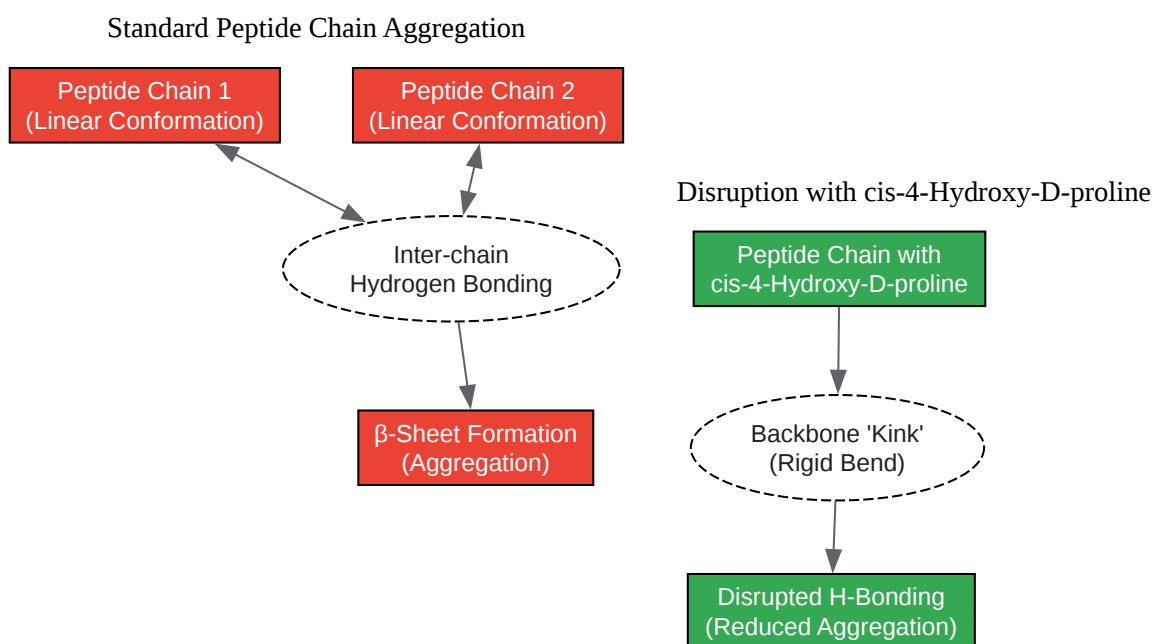 Standard Peptide Chain Aggregation
Peptide Chain 1
(Linear Conformation)
Peptide Chain 2
(Linear Conformation)
Inter-chain
Hydrogen Bonding
β-Sheet Formation
(Aggregation)
Disruption with cis-4-Hydroxy-D-proline
Peptide Chain with
cis-4-Hydroxy-D-proline
Backbone 'Kink'
(Rigid Bend)
Disrupted H-Bonding
(Reduced Aggregation)